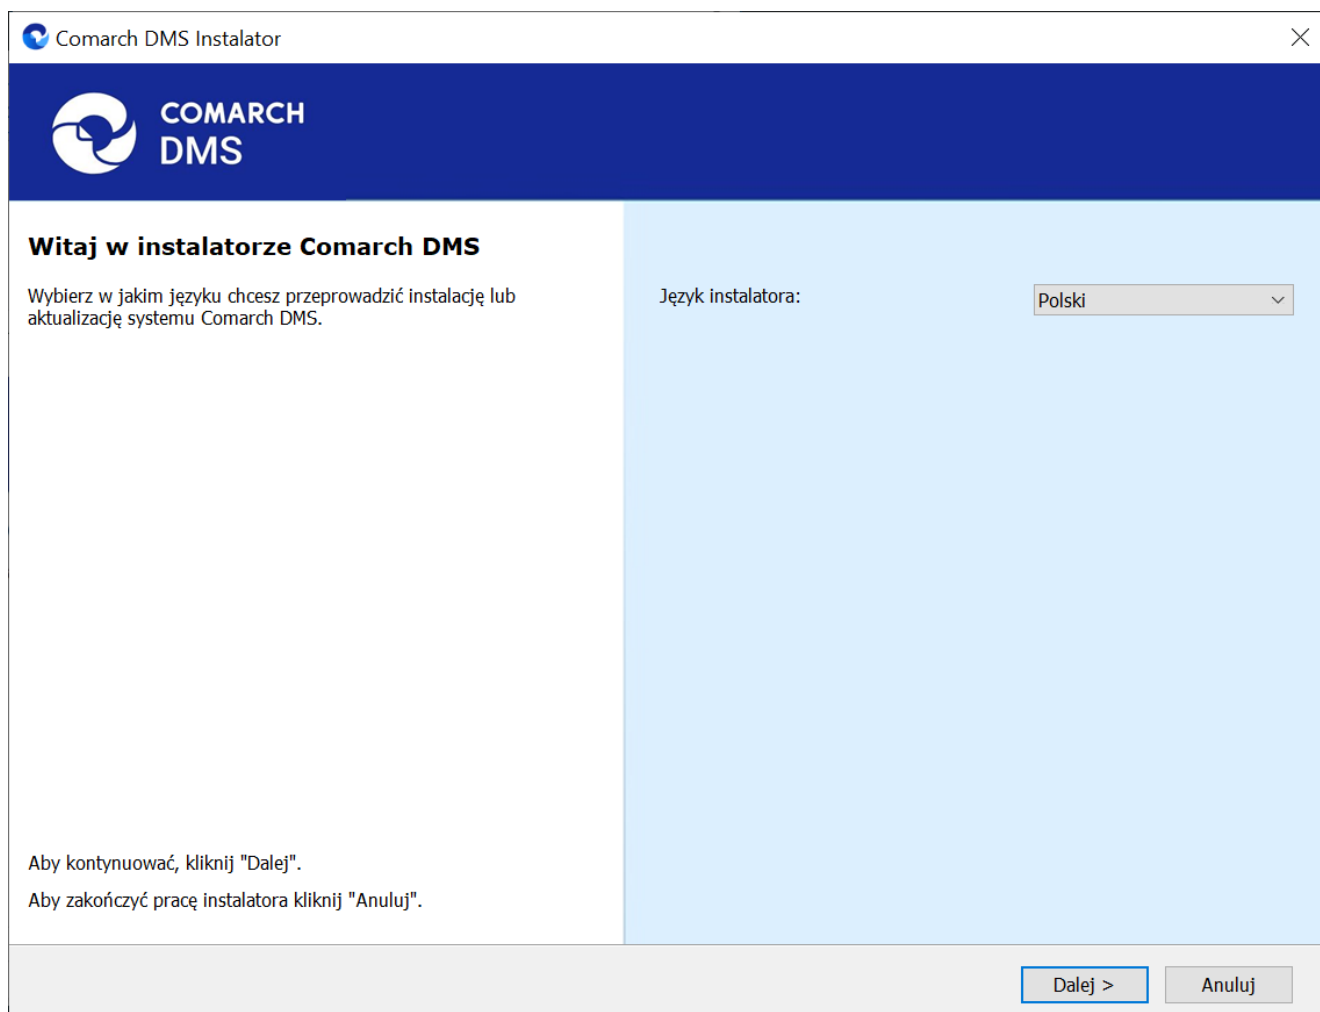 Comarch DMS Instalator
COMARCH
DMS
Witaj w instalatorze Comarch DMS
Wybierz w jakim języku chcesz przeprowadzić instalację lub
aktualizację systemu Comarch DMS.
Język instalatora:
Polski
Aby kontynuować, kliknij "Dalej".
Aby zakończyć pracę instalatora kliknij "Anuluj".
Dalej >
Anuluj